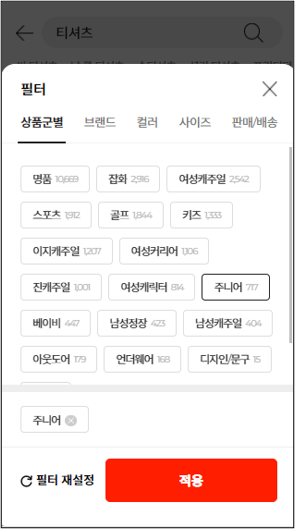 티셔츠
필터
상품군별 브랜드 컬러 사이즈 판매/배송
명품 10,669 잡화 2,916 여성캐주얼 2,542
스포츠 1,912 골프 1,844 키즈 1,333
이지캐주얼 1,207 여성커리어 1,106
진캐주얼 1,001 여성캐릭터 814 주니어 717
베이비 447 남성정장 423 남성캐주얼 404
아웃도어 179 언더웨어 168 디자인/문구 15
주니어
필터 재설정 적용